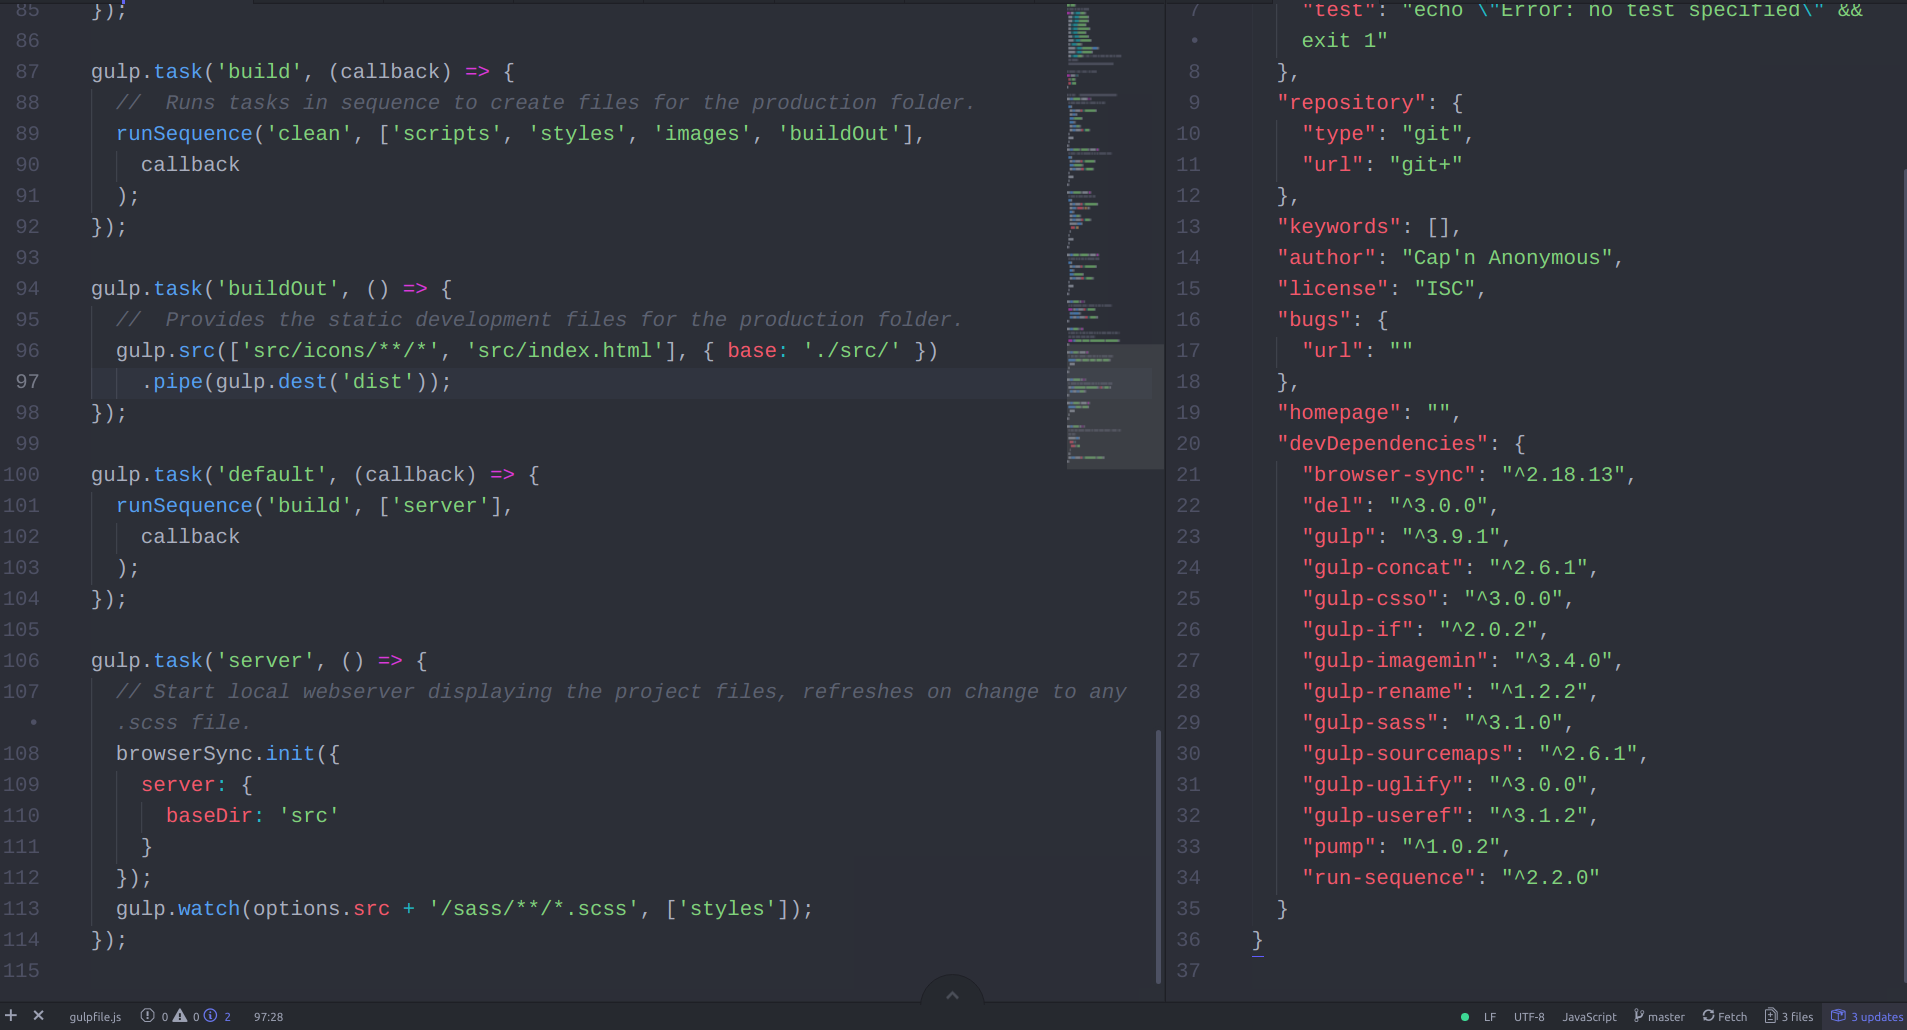 85 });
86
87 gulp.task('build', (callback) => {
88 //  Runs tasks in sequence to create files for the production folder.
89 runSequence('clean', ['scripts', 'styles', 'images', 'buildOut'],
90 callback
91 );
92 });
93
94 gulp.task('buildOut', () => {
95 //  Provides the static development files for the production folder.
96 gulp.src(['src/icons/**/*', 'src/index.html'], { base: './src/' })
97 .pipe(gulp.dest('dist'));
98 });
99
100 gulp.task('default', (callback) => {
101 runSequence('build', ['server'],
102 callback
103 );
104 });
105
106 gulp.task('server', () => {
107 // Start local webserver displaying the project files, refreshes on change to any
• .scss file.
108 browserSync.init({
109 server: {
110 baseDir: 'src'
111 }
112 });
113 gulp.watch(options.src + '/sass/**/*.scss', ['styles']);
114 });
115
7 "test": "echo \"Error: no test specified\" &&
• exit 1"
8 },
9 "repository": {
10 "type": "git",
11 "url": "git+"
12 },
13 "keywords": [],
14 "author": "Cap'n Anonymous",
15 "license": "ISC",
16 "bugs": {
17 "url": ""
18 },
19 "homepage": "",
20 "devDependencies": {
21 "browser-sync": "^2.18.13",
22 "del": "^3.0.0",
23 "gulp": "^3.9.1",
24 "gulp-concat": "^2.6.1",
25 "gulp-csso": "^3.0.0",
26 "gulp-if": "^2.0.2",
27 "gulp-imagemin": "^3.4.0",
28 "gulp-rename": "^1.2.2",
29 "gulp-sass": "^3.1.0",
30 "gulp-sourcemaps": "^2.6.1",
31 "gulp-uglify": "^3.0.0",
32 "gulp-useref": "^3.1.2",
33 "pump": "^1.0.2",
34 "run-sequence": "^2.2.0"
35 }
36 }
37
gulpfile.js 0 0 2 97:28 LF UTF-8 JavaScript master Fetch 3 files 3 updates